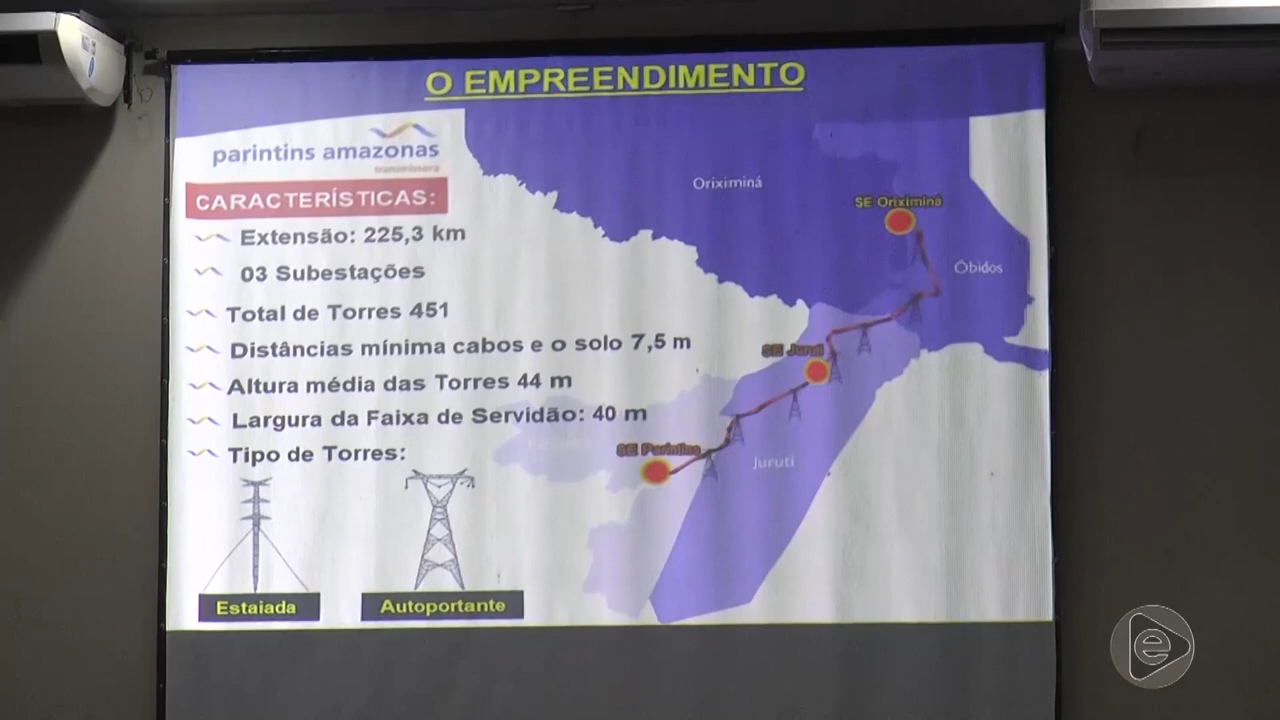 O EMPREENDIMENTO
parintins amazonas
transmissora
CARACTERÍSTICAS:
Extensão: 225,3 km
03 Subestações
Total de Torres 451
Distâncias mínima cabos e o solo 7,5 m
Altura média das Torres 44 m
Largura da Faixa de Servidão: 40 m
Tipo de Torres:
Estaiada
Autoportante
Oriximiná
SE Oriximiná
Óbidos
SE Juruti
SE Parintins
Juruti
e